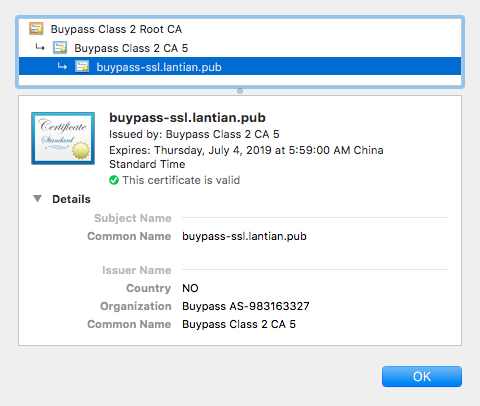 Buypass Class 2 Root CA
Buypass Class 2 CA 5
buypass-ssl.lantian.pub
Certificate
Standard
buypass-ssl.lantian.pub
Issued by: Buypass Class 2 CA 5
Expires: Thursday, July 4, 2019 at 5:59:00 AM China
Standard Time
This certificate is valid
Details
Subject Name
Common Name buypass-ssl.lantian.pub
Issuer Name
Country NO
Organization Buypass AS-983163327
Common Name Buypass Class 2 CA 5
OK